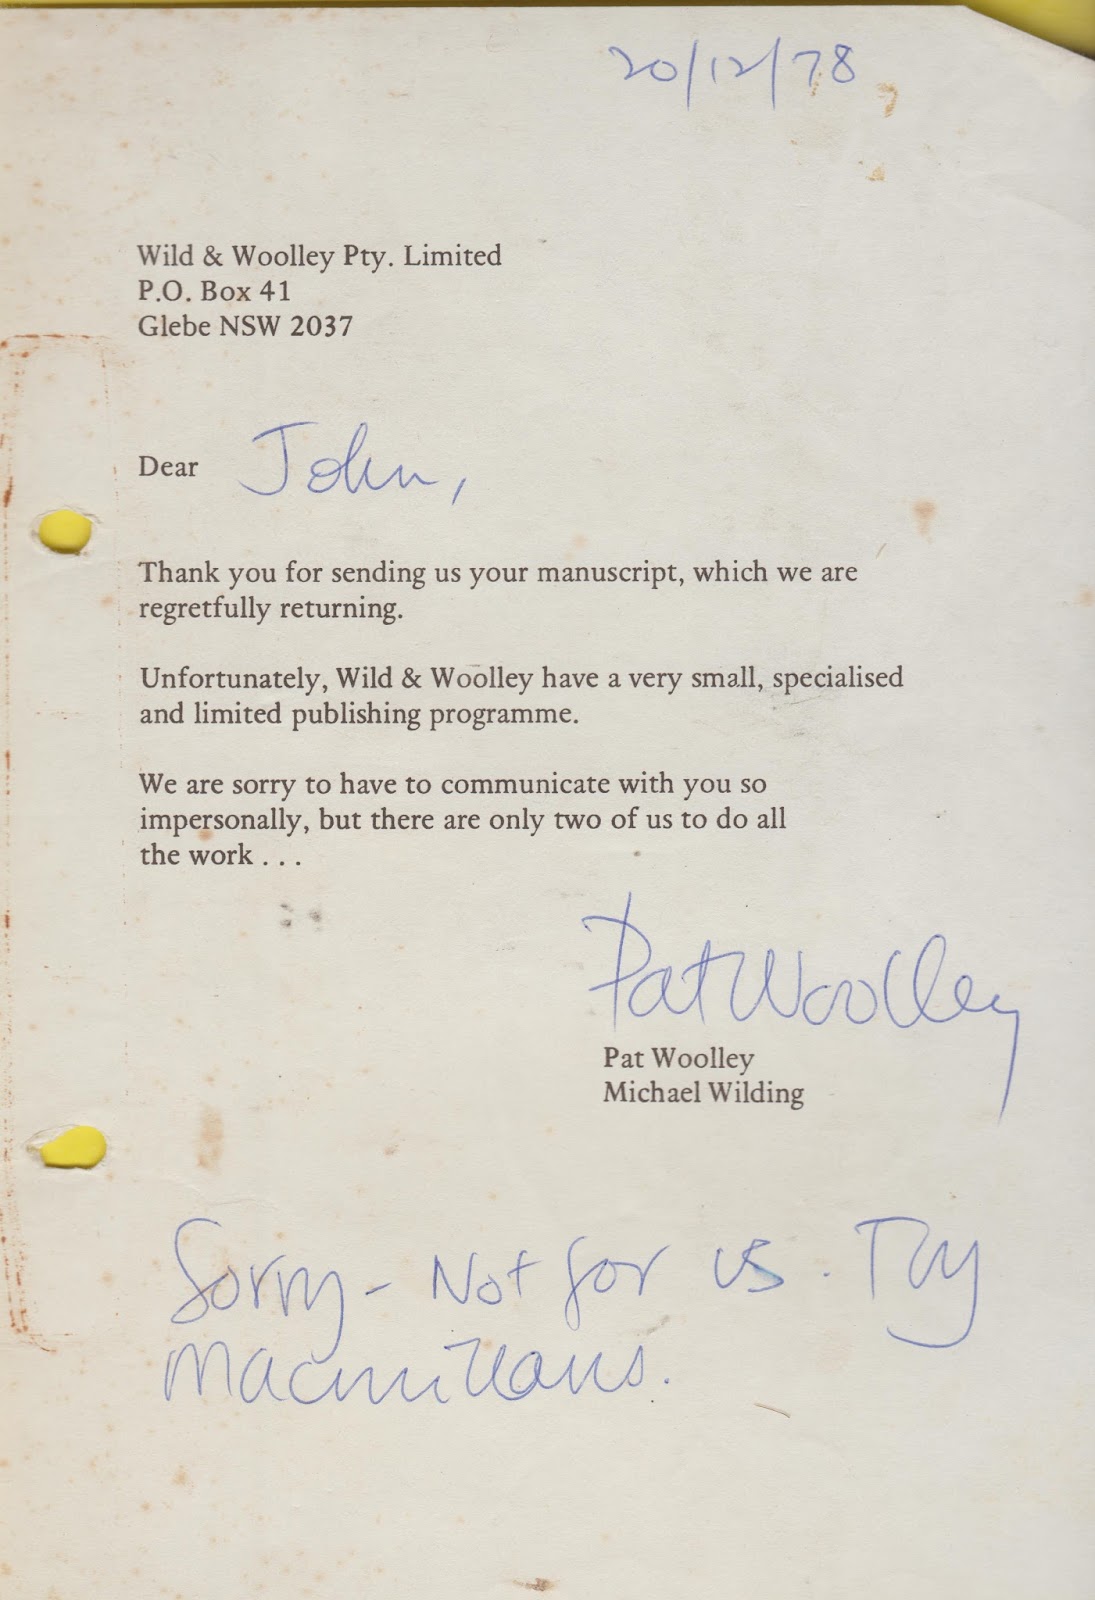 20/12/78
Wild & Woolley Pty. Limited
P.O. Box 41
Glebe NSW 2037
Dear John,
Thank you for sending us your manuscript, which we are
regretfully returning.
Unfortunately, Wild & Woolley have a very small, specialised
and limited publishing programme.
We are sorry to have to communicate with you so
impersonally, but there are only two of us to do all
the work . . .
Pat Woolley
Pat Woolley
Michael Wilding
Sorry - Not for us. Try
Macmillans.